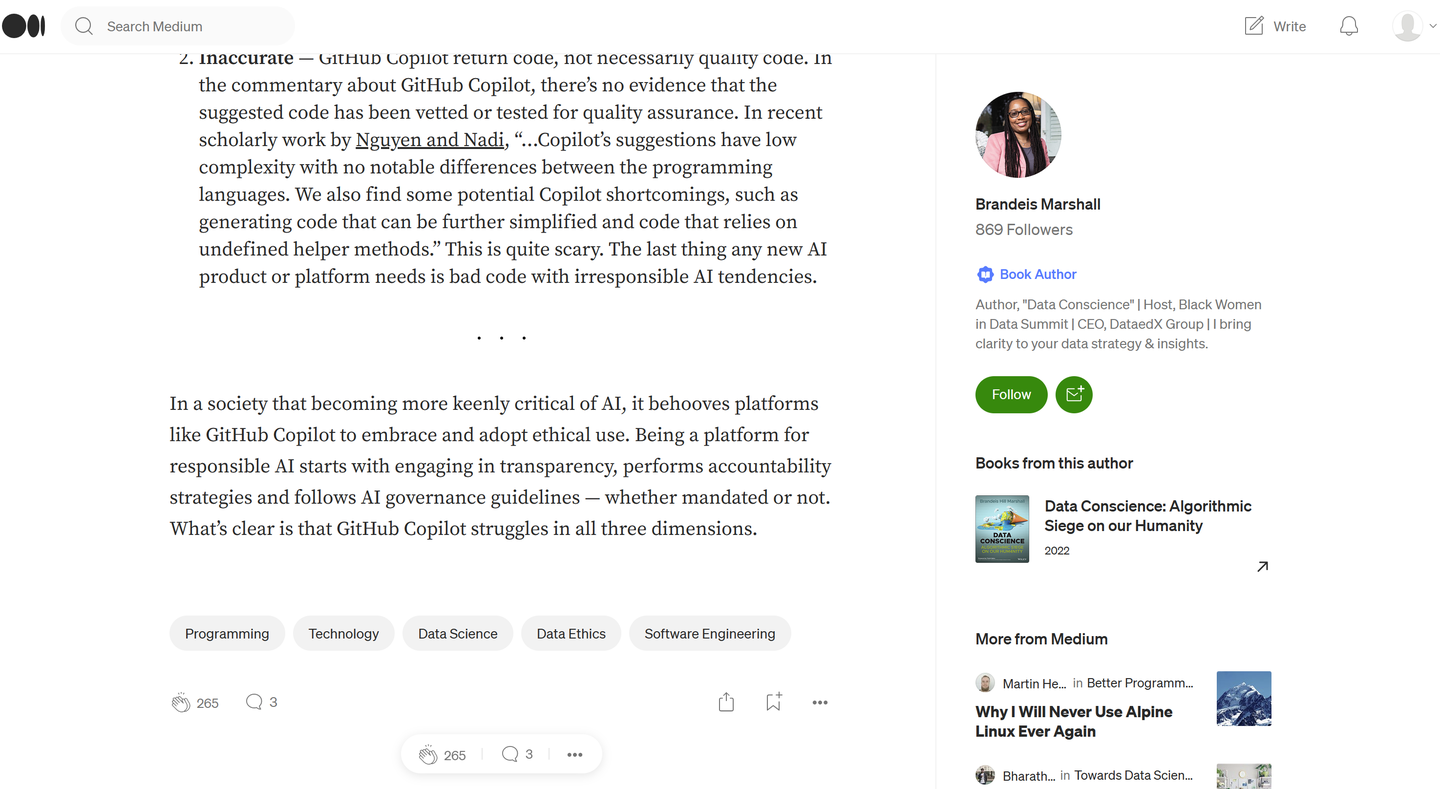 Search Medium
Write
2. Inaccurate — GitHub Copilot return code, not necessarily quality code. In
the commentary about GitHub Copilot, there’s no evidence that the
suggested code has been vetted or tested for quality assurance. In recent
scholarly work by Nguyen and Nadi, “…Copilot’s suggestions have low
complexity with no notable differences between the programming
languages. We also find some potential Copilot shortcomings, such as
generating code that can be further simplified and code that relies on
undefined helper methods.” This is quite scary. The last thing any new AI
product or platform needs is bad code with irresponsible AI tendencies.
. . .
In a society that becoming more keenly critical of AI, it behooves platforms
like GitHub Copilot to embrace and adopt ethical use. Being a platform for
responsible AI starts with engaging in transparency, performs accountability
strategies and follows AI governance guidelines — whether mandated or not.
What’s clear is that GitHub Copilot struggles in all three dimensions.
Programming
Technology
Data Science
Data Ethics
Software Engineering
265
3
265
3
Brandeis Marshall
869 Followers
Book Author
Author, "Data Conscience" | Host, Black Women
in Data Summit | CEO, DataedX Group | I bring
clarity to your data strategy & insights.
Follow
Books from this author
DATA
CONSCIENCE
Data Conscience: Algorithmic
Siege on our Humanity
2022
More from Medium
Martin He... in Better Programm...
Why I Will Never Use Alpine
Linux Ever Again
Bharath... in Towards Data Scien...